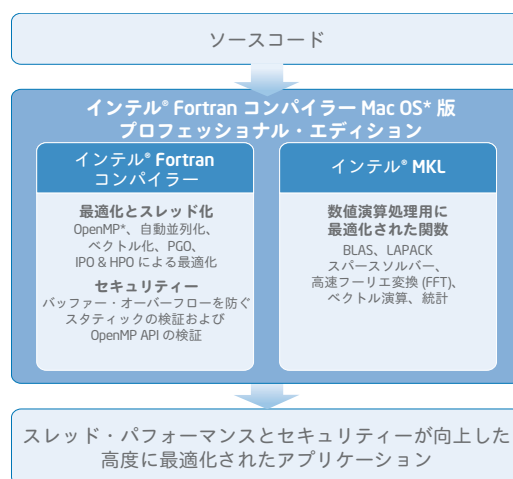 ソースコード
インテル® Fortran コンパイラー Mac OS* 版
プロフェッショナル・エディション
インテル® Fortran
コンパイラー
最適化とスレッド化
OpenMP*、自動並列化、
ベクトル化、PGO、
IPO & HPO による最適化
セキュリティー
バッファー・オーバーフローを防ぐ
スタティックの検証および
OpenMP API の検証
インテル® MKL
数値演算処理用に
最適化された関数
BLAS、LAPACK
スパースソルバー、
高速フーリエ変換 (FFT)、
ベクトル演算、統計
スレッド・パフォーマンスとセキュリティーが向上した
高度に最適化されたアプリケーション